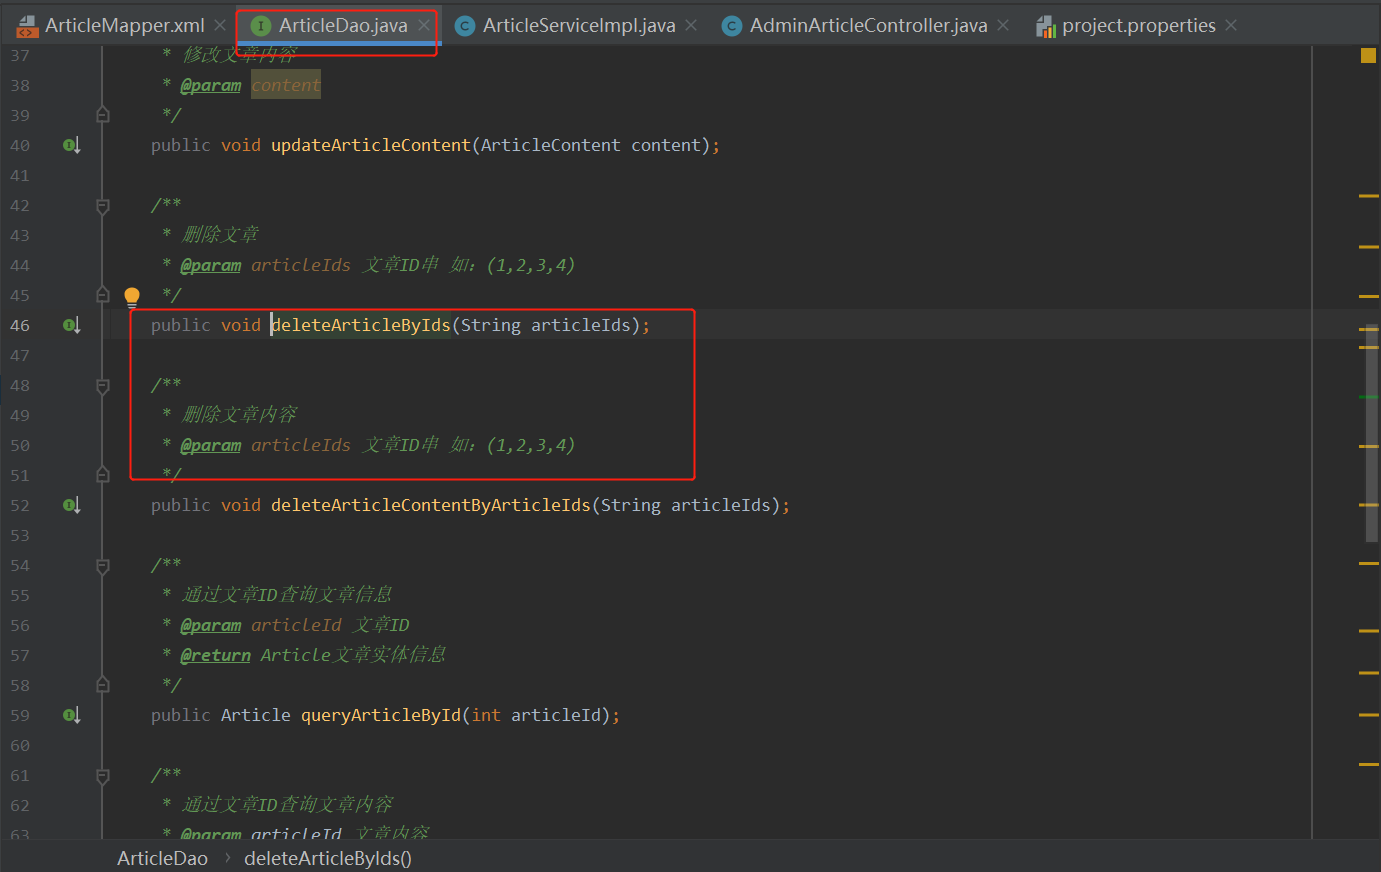 ArticleMapper.xml ArticleDao.java ArticleServiceImpl.java AdminArticleController.java project.properties
37 * 修改文章内容
38 * @param content
39 */
40 public void updateArticleContent(ArticleContent content);
41
42 /**
43 * 删除文章
44 * @param articleIds 文章ID串 如：(1,2,3,4)
45 */
46 public void deleteArticleByIds(String articleIds);
47
48 /**
49 * 删除文章内容
50 * @param articleIds 文章ID串 如：(1,2,3,4)
51 */
52 public void deleteArticleContentByArticleIds(String articleIds);
53
54 /**
55 * 通过文章ID查询文章信息
56 * @param articleId 文章ID
57 * @return Article文章实体信息
58 */
59 public Article queryArticleById(int articleId);
60
61 /**
62 * 通过文章ID查询文章内容
63 * @param articleId 文章内容
ArticleDao › deleteArticleByIds()